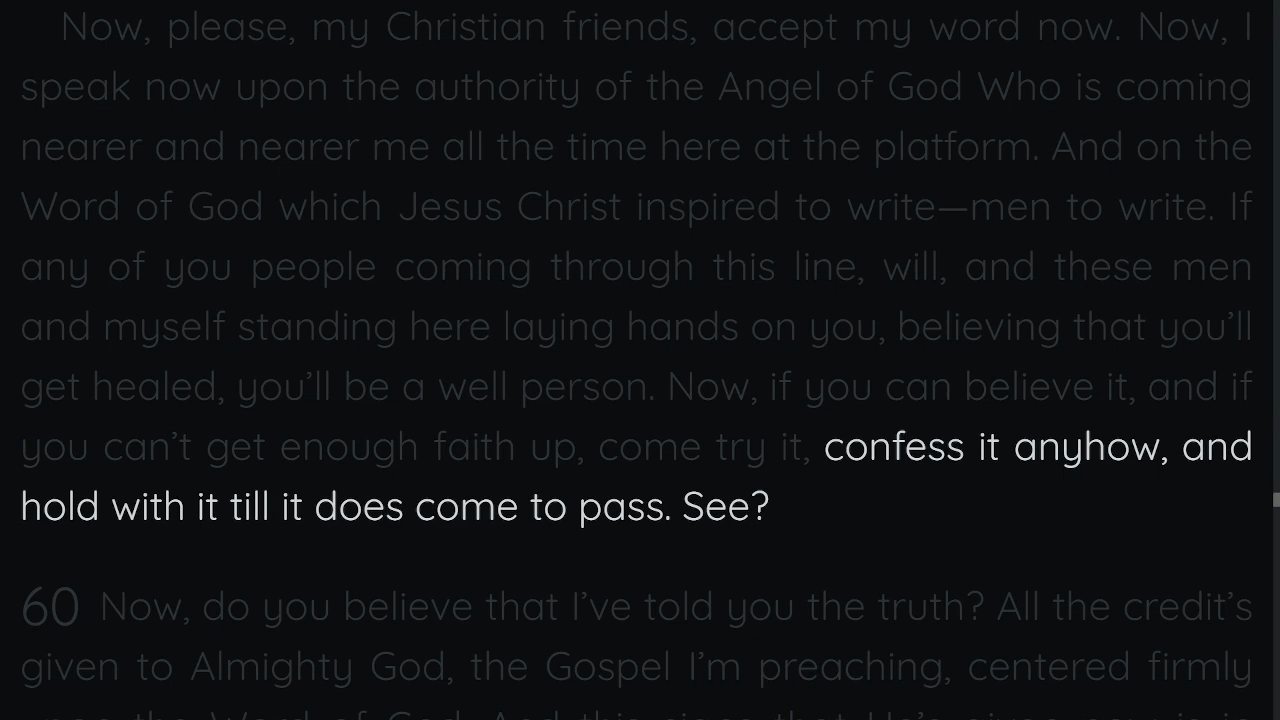 Now, please, my Christian friends, accept my word now. Now, I
speak now upon the authority of the Angel of God Who is coming
nearer and nearer me all the time here at the platform. And on the
Word of God which Jesus Christ inspired to write—men to write. If
any of you people coming through this line, will, and these men
and myself standing here laying hands on you, believing that you’ll
get healed, you’ll be a well person. Now, if you can believe it, and if
you can’t get enough faith up, come try it, confess it anyhow, and
hold with it till it does come to pass. See?
60 Now, do you believe that I’ve told you the truth? All the credit’s
given to Almighty God, the Gospel I’m preaching, centered firmly
the Word of God. And this